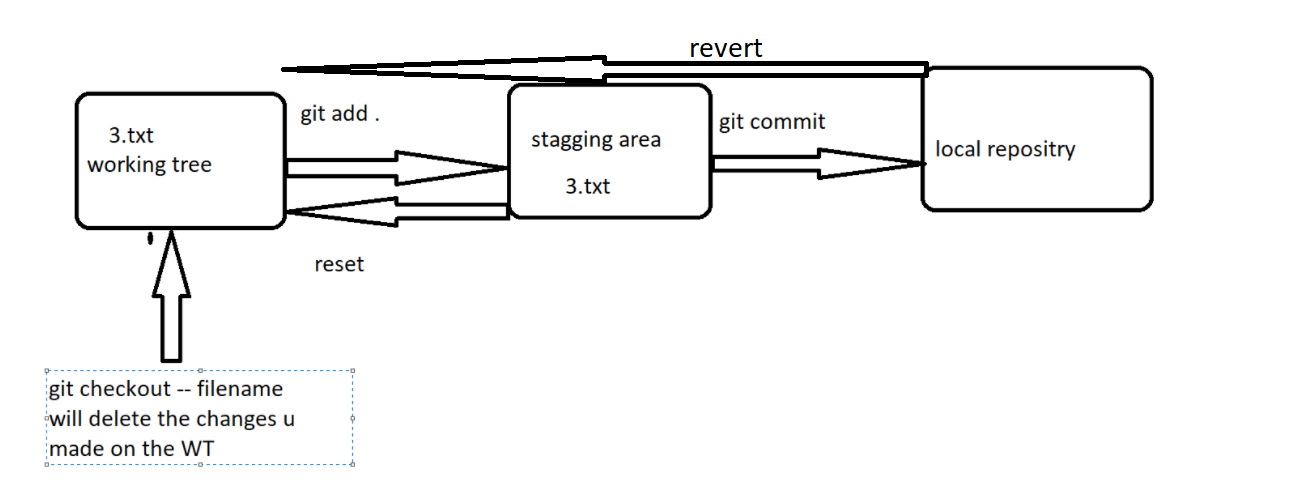 revert
git add .
git commit
3.txt
working tree
stagging area
3.txt
local repositry
reset
git checkout -- filename
will delete the changes u
made on the WT